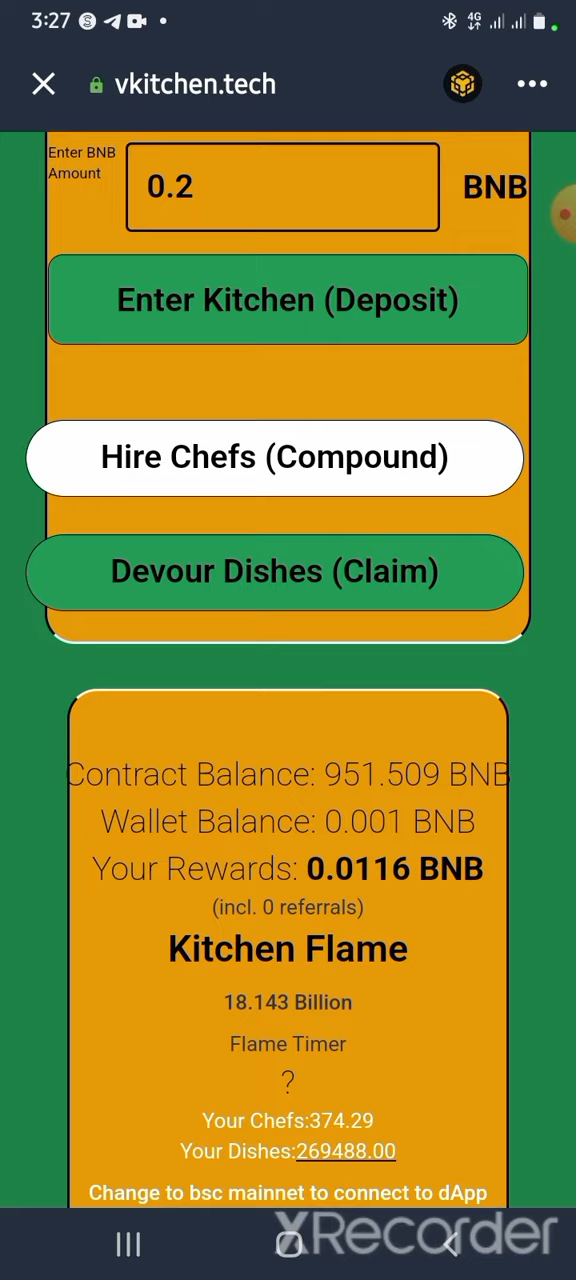 3:27
4G
vkitchen.tech
Enter BNB
Amount
0.2
BNB
Enter Kitchen (Deposit)
Hire Chefs (Compound)
Devour Dishes (Claim)
Contract Balance: 951.509 BNB
Wallet Balance: 0.001 BNB
Your Rewards: 0.0116 BNB
(incl. 0 referrals)
Kitchen Flame
18.143 Billion
Flame Timer
?
Your Chefs:374.29
Your Dishes:269488.00
Change to bsc mainnet to connect to dApp
XRecorder